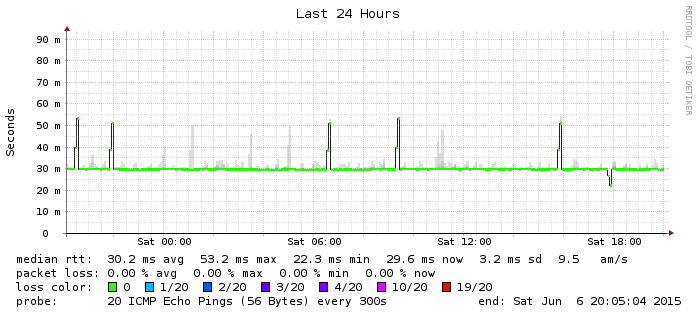 Last 24 Hours
RRDTOOL / TOBI OETIKER
Seconds
90 m
80 m
70 m
60 m
50 m
40 m
30 m
20 m
10 m
0
Sat 00:00 Sat 06:00 Sat 12:00 Sat 18:00
median rtt: 30.2 ms avg 53.2 ms max 22.3 ms min 29.6 ms now 3.2 ms sd 9.5 am/s
packet loss: 0.00 % avg 0.00 % max 0.00 % min 0.00 % now
loss color: 0 1/20 2/20 3/20 4/20 10/20 19/20
probe: 20 ICMP Echo Pings (56 Bytes) every 300s end: Sat Jun 6 20:05:04 2015